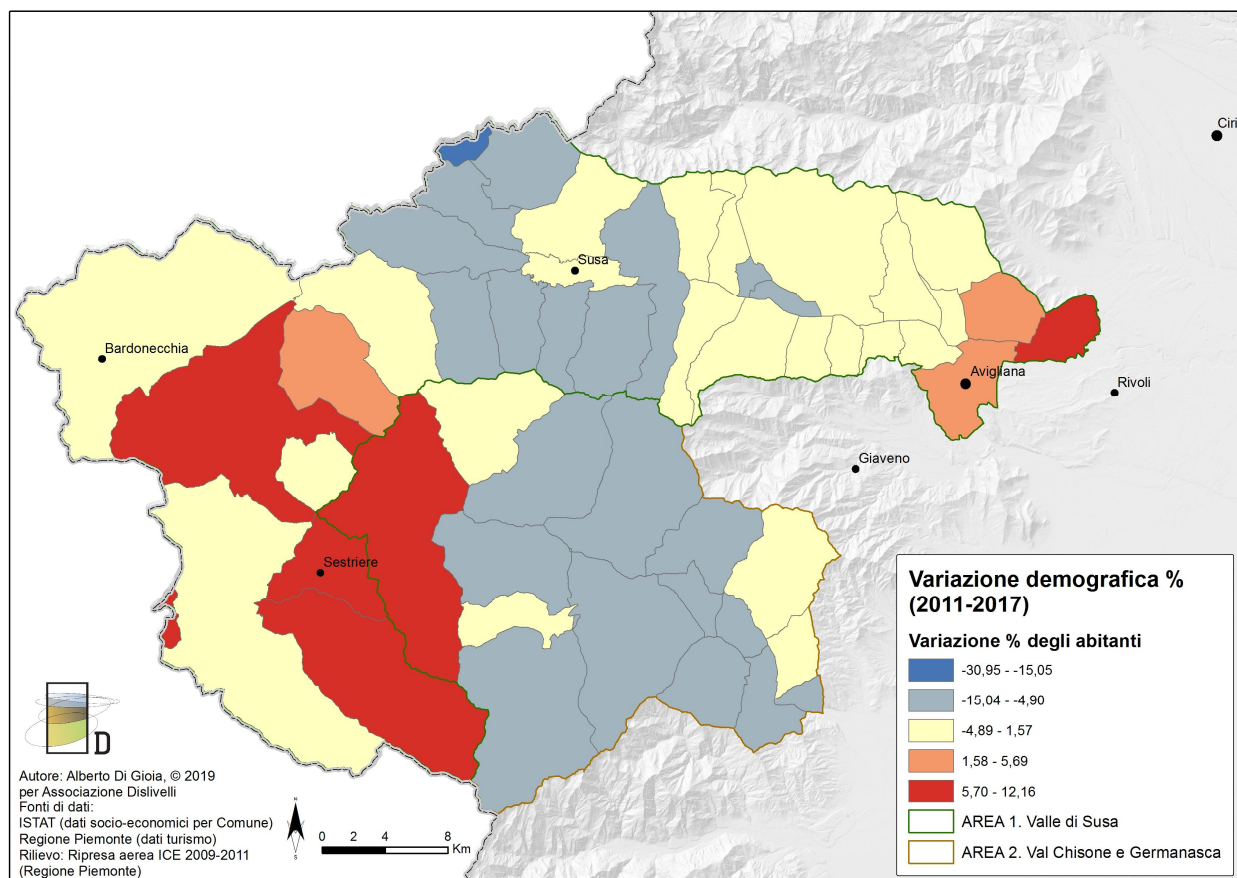 Ciri
Susa
Bardonecchia
Avigliana
Rivoli
Giaveno
Sestriere
Variazione demografica %
(2011-2017)
Variazione % degli abitanti
-30,95 - -15,05
-15,04 - -4,90
-4,89 - 1,57
1,58 - 5,69
5,70 - 12,16
AREA 1. Valle di Susa
AREA 2. Val Chisone e Germanasca
D
Autore: Alberto Di Gioia, © 2019
per Associazione Dislivelli
Fonti di dati:
ISTAT (dati socio-economici per Comune)
Regione Piemonte (dati turismo)
Rilievo: Ripresa aerea ICE 2009-2011
(Regione Piemonte)
N
S
0 2 4 8
Km